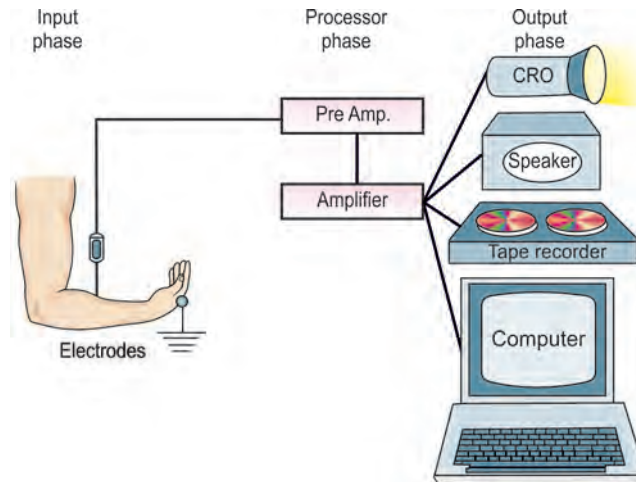 Input
phase
Processor
phase
Output
phase
CRO
Pre Amp.
Speaker
Amplifier
Tape recorder
Computer
Electrodes